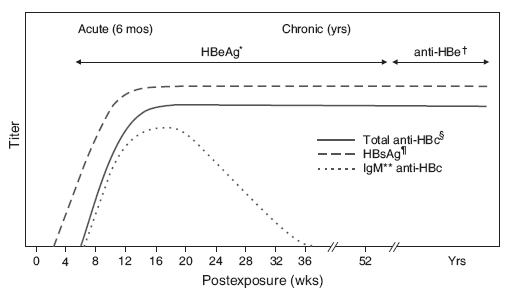 Acute (6 mos) Chronic (yrs)
HBeAg* anti-HBe†
Titer
Total anti-HBc§
HBsAg¶
IgM** anti-HBc
0 4 8 12 16 20 24 28 32 36 52 Yrs
Postexposure (wks)